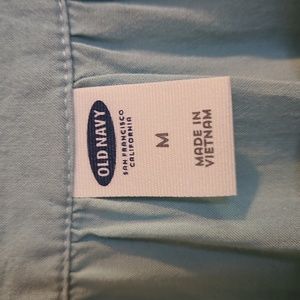 OLD NAVY
SAN FRANCISCO
CALIFORNIA
M
MADE IN
VIETNAM